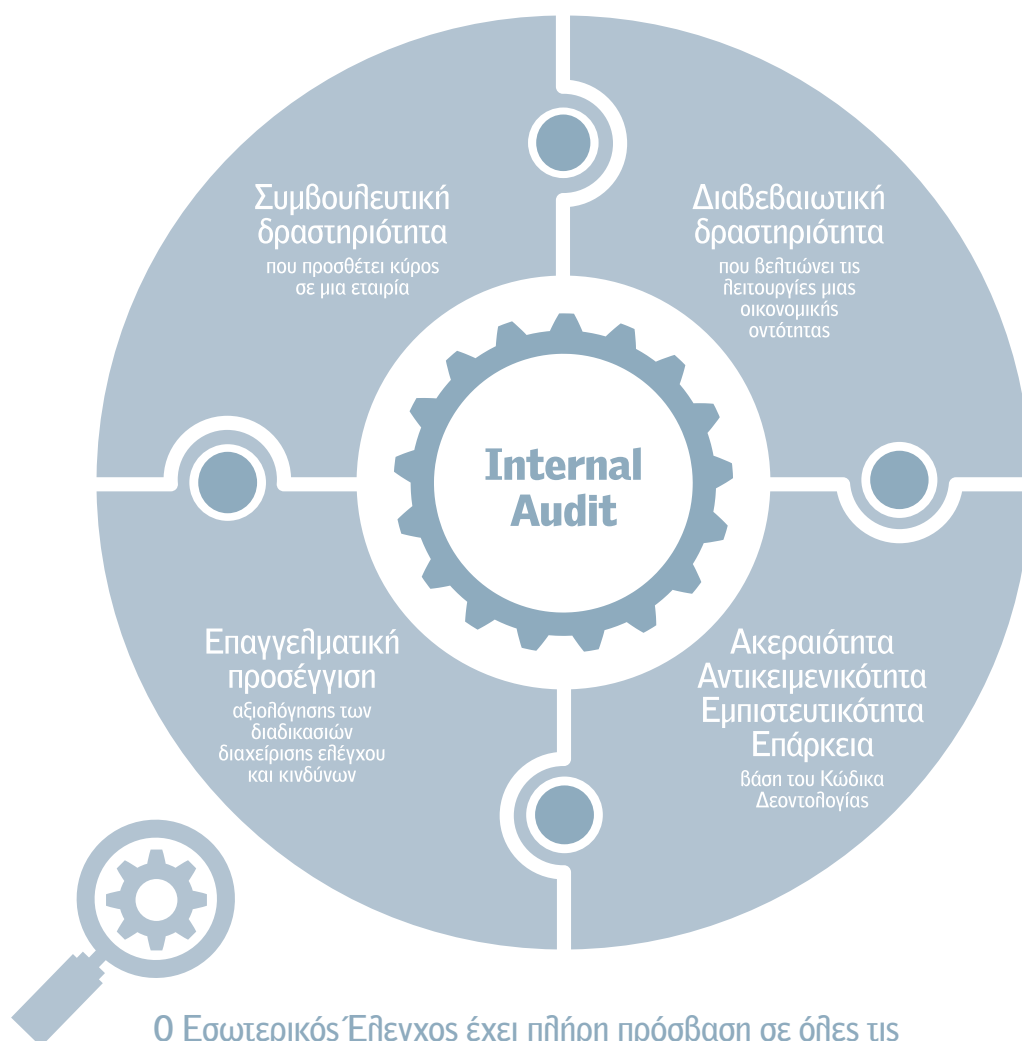 Συμβουλευτική
δραστηριότητα
που προσθέτει κύρος
σε μια εταιρία
Διαβεβαιωτική
δραστηριότητα
που βελτιώνει τις
λειτουργίες μιας
οικονομικής
οντότητας
Internal
Audit
Επαγγελματική
προσέγγιση
αξιολόγησης των
διαδικασιών
διαχείρισης ελέγχου
και κινδύνων
Ακεραιότητα
Αντικειμενικότητα
Εμπιστευτικότητα
Επάρκεια
βάση του Κώδικα
Δεοντολογίας
Ο Εσωτερικός Έλεγχος έχει πλήρη πρόσβαση σε όλες τις